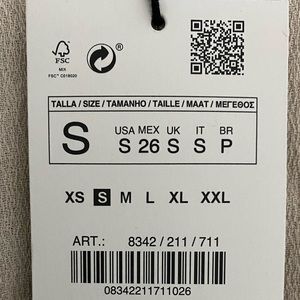 FSC
MIX
FSC™ C018020
®
TALLA / SIZE / TAMANHO / TAILLE / MAAT / ΜΕΓΕΘΟΣ
S
USA MEX UK IT BR
S 26 S S P
XS S M L XL XXL
ART.: 8342 / 211 / 711
08342211711026